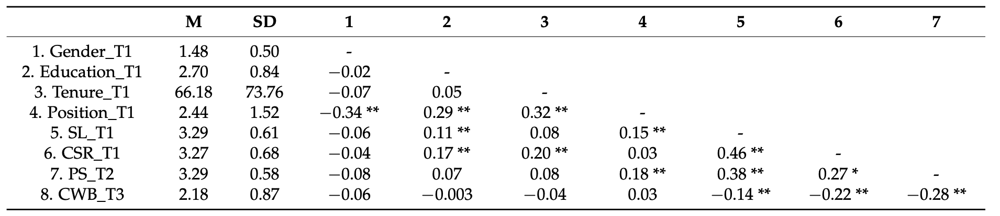 M SD 1 2 3 4 5 6 7
1. Gender_T1 1.48 0.50 -
2. Education_T1 2.70 0.84 −0.02 -
3. Tenure_T1 66.18 73.76 −0.07 0.05 -
4. Position_T1 2.44 1.52 −0.34 ** 0.29 ** 0.32 ** -
5. SL_T1 3.29 0.61 −0.06 0.11 ** 0.08 0.15 ** -
6. CSR_T1 3.27 0.68 −0.04 0.17 ** 0.20 ** 0.03 0.46 ** -
7. PS_T2 3.29 0.58 −0.08 0.07 0.08 0.18 ** 0.38 ** 0.27 * -
8. CWB_T3 2.18 0.87 −0.06 −0.003 −0.04 0.03 −0.14 ** −0.22 ** −0.28 **